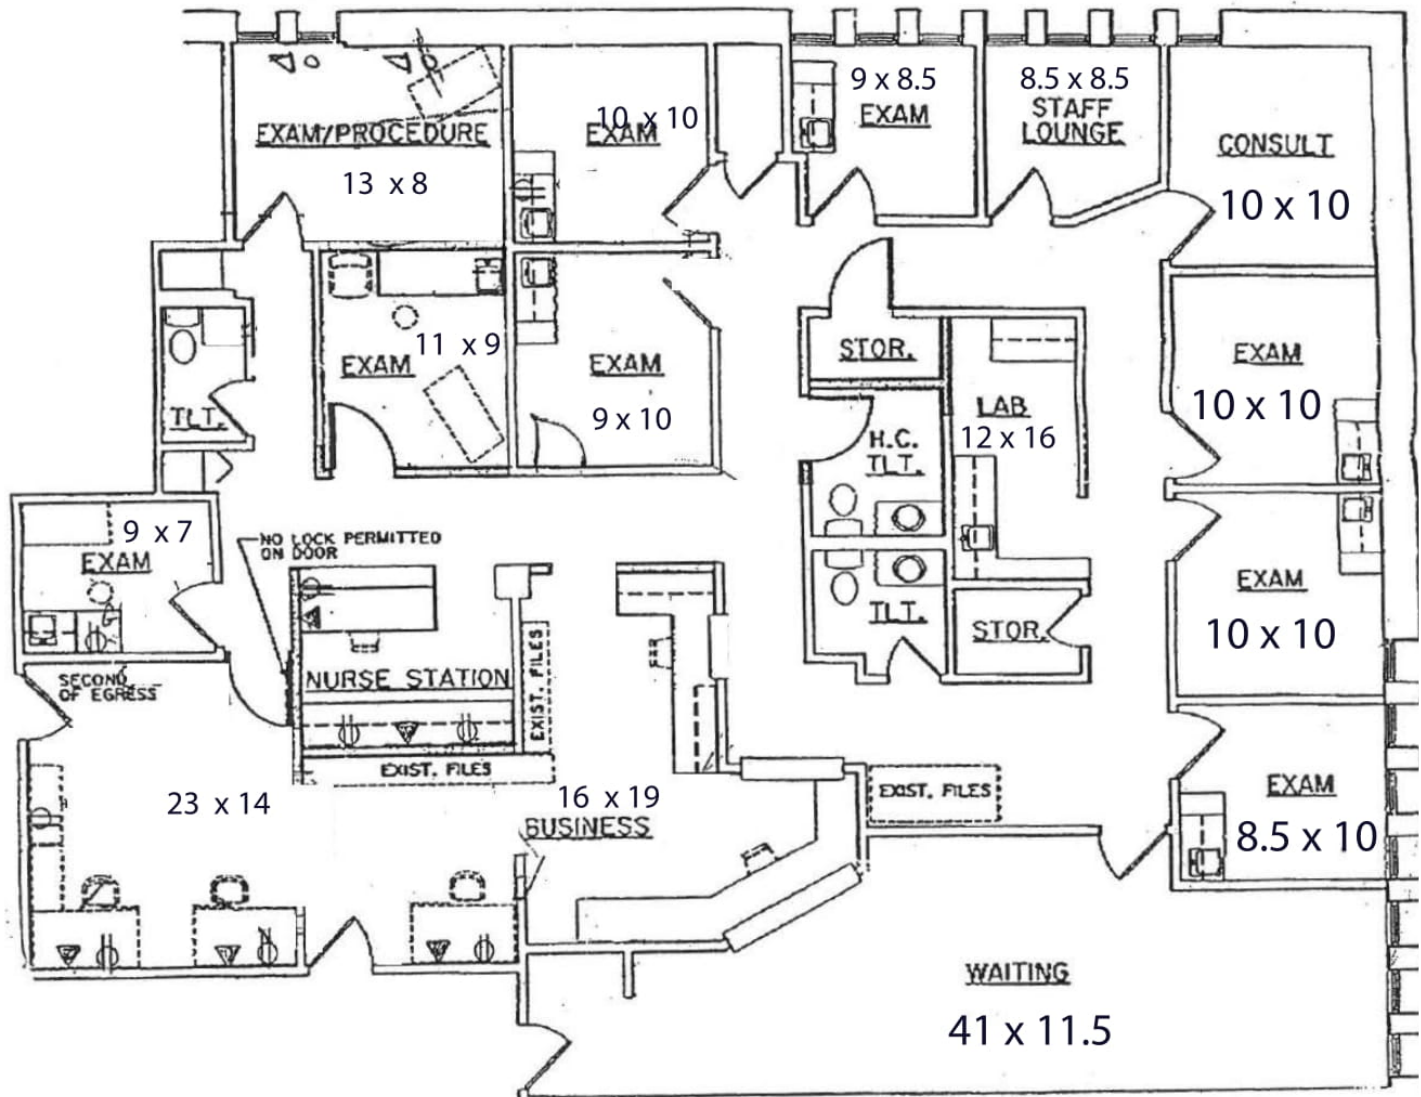 EXAM/PROCEDURE
13 x 8
10 x 10
EXAM
9 x 8.5
EXAM
8.5 x 8.5
STAFF
LOUNGE
CONSULT
10 x 10
TLT.
11 x 9
EXAM
EXAM
9 x 10
STOR.
H.C.
TLT.
LAB
12 x 16
EXAM
10 x 10
9 x 7
EXAM
NO LOCK PERMITTED
ON DOOR
TLT.
STOR.
EXAM
10 x 10
SECOND
OF EGRESS
NURSE STATION
EXIST. FILES
EXIST. FILES
23 x 14
16 x 19
BUSINESS
EXIST. FILES
EXAM
8.5 x 10
WAITING
41 x 11.5